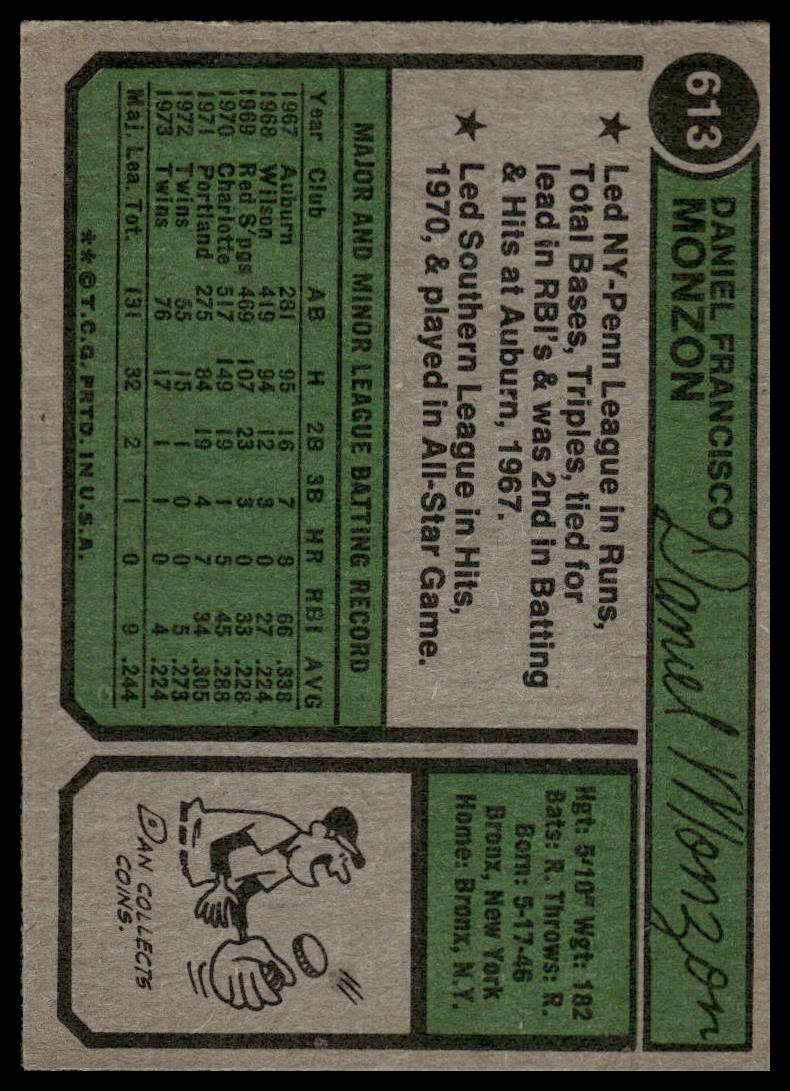 613
DANIEL FRANCISCO
MONZON
Daniel Monzon
★ Led NY-Penn League in Runs,
Total Bases, Triples, tied for
lead in RBI's & was 2nd in Batting
& Hits at Auburn, 1967.
★ Led Southern League in Hits,
1970, & played in All-Star Game.
Hgt: 5'10" Wgt: 182
Bats: R. Throws: R.
Born: 5-17-46
Bronx, New York
Home: Bronx, N.Y.
MAJOR AND MINOR LEAGUE BATTING RECORD
Year Club AB H 2B 3B HR RBI AVG
1967 Auburn 281 95 16 7 8 66 .338
1968 Wilson 419 94 12 3 0 27 .224
1969 Red S'pgs 469 107 23 3 0 33 .228
1970 Charlotte 517 149 19 1 5 45 .288
1971 Portland 275 84 19 4 7 34 .305
1972 Twins 55 15 1 0 0 5 .273
1973 Twins 76 17 1 1 0 4 .224
Maj. Lea. Tot. 131 32 2 1 0 9 .244
**©T.C.G. PRTD. IN U.S.A.
DAN COLLECTS
COINS.